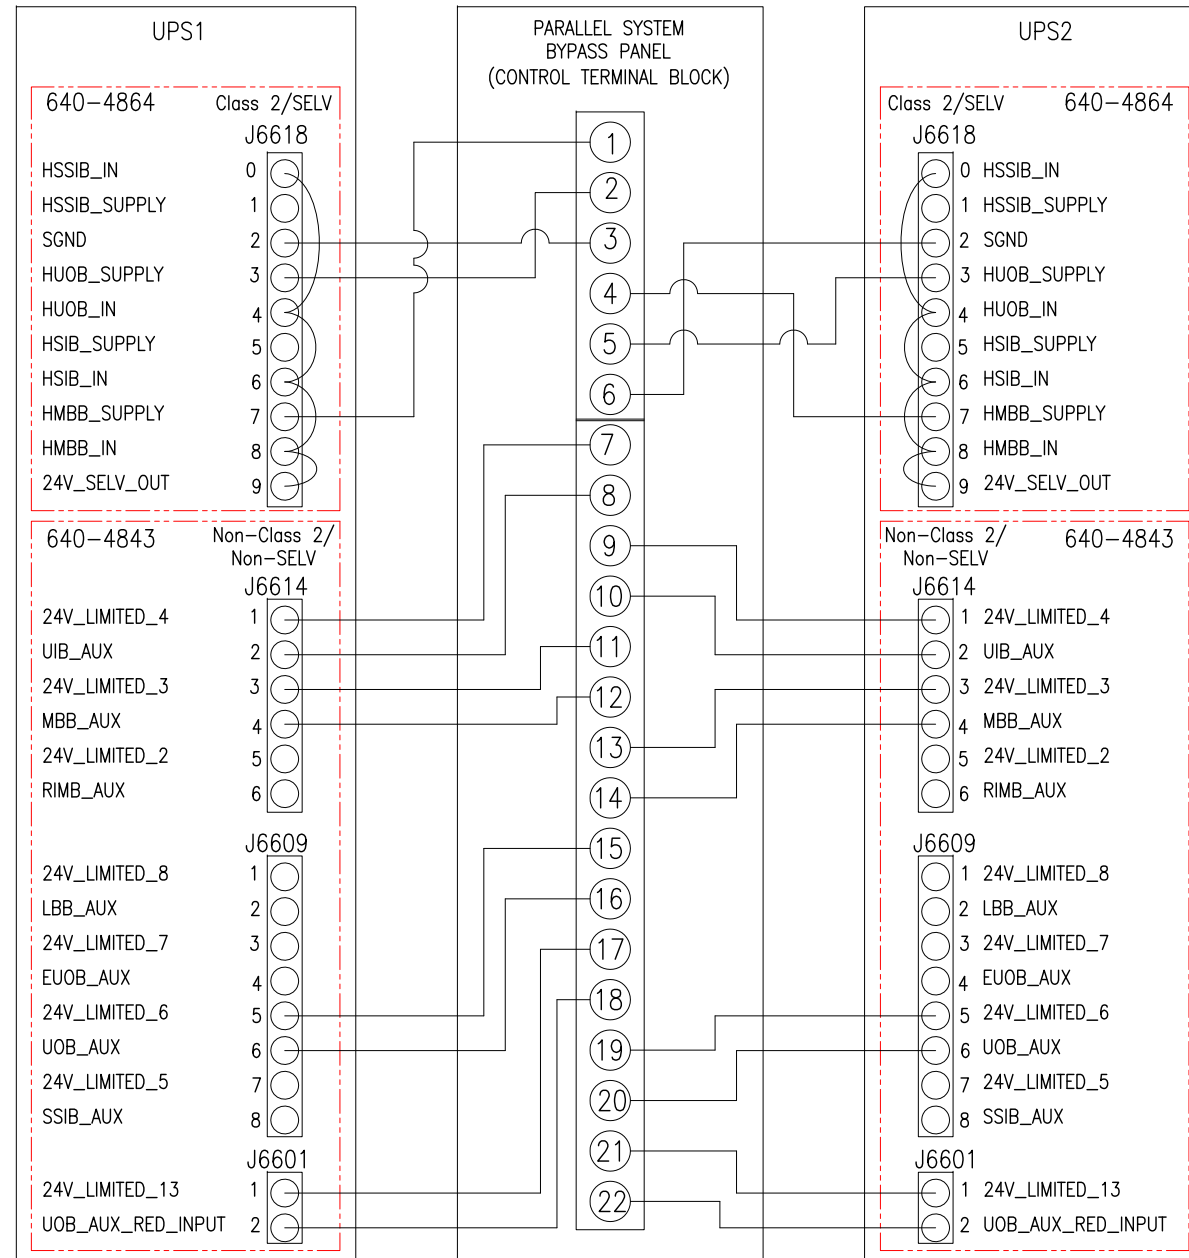 UPS1
640-4864
Class 2/SELV
J6618
HSSIB_IN 0
HSSIB_SUPPLY 1
SGND 2
HUOB_SUPPLY 3
HUOB_IN 4
HSIB_SUPPLY 5
HSIB_IN 6
HMBB_SUPPLY 7
HMBB_IN 8
24V_SELV_OUT 9
640-4843
Non-Class 2/
Non-SELV
J6614
24V_LIMITED_4 1
UIB_AUX 2
24V_LIMITED_3 3
MBB_AUX 4
24V_LIMITED_2 5
RIMB_AUX 6
J6609
24V_LIMITED_8 1
LBB_AUX 2
24V_LIMITED_7 3
EUOB_AUX 4
24V_LIMITED_6 5
UOB_AUX 6
24V_LIMITED_5 7
SSIB_AUX 8
J6601
24V_LIMITED_13 1
UOB_AUX_RED_INPUT 2
PARALLEL SYSTEM
BYPASS PANEL
(CONTROL TERMINAL BLOCK)
1
2
3
4
5
6
7
8
9
10
11
12
13
14
15
16
17
18
19
20
21
22
UPS2
Class 2/SELV
640-4864
J6618
0 HSSIB_IN
1 HSSIB_SUPPLY
2 SGND
3 HUOB_SUPPLY
4 HUOB_IN
5 HSIB_SUPPLY
6 HSIB_IN
7 HMBB_SUPPLY
8 HMBB_IN
9 24V_SELV_OUT
Non-Class 2/
Non-SELV
640-4843
J6614
1 24V_LIMITED_4
2 UIB_AUX
3 24V_LIMITED_3
4 MBB_AUX
5 24V_LIMITED_2
6 RIMB_AUX
J6609
1 24V_LIMITED_8
2 LBB_AUX
3 24V_LIMITED_7
4 EUOB_AUX
5 24V_LIMITED_6
6 UOB_AUX
7 24V_LIMITED_5
8 SSIB_AUX
J6601
1 24V_LIMITED_13
2 UOB_AUX_RED_INPUT